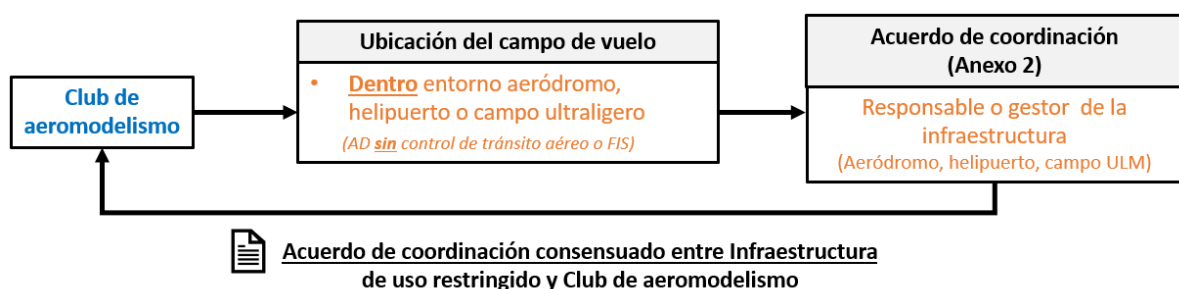 Club de
aeromodelismo
Ubicación del campo de vuelo
• Dentro entorno aeródromo,
helipuerto o campo ultraligero
(AD sin control de tránsito aéreo o FIS)
Acuerdo de coordinación
(Anexo 2)
Responsable o gestor de la
infraestructura
(Aeródromo, helipuerto, campo ULM)
Acuerdo de coordinación consensuado entre Infraestructura
de uso restringido y Club de aeromodelismo